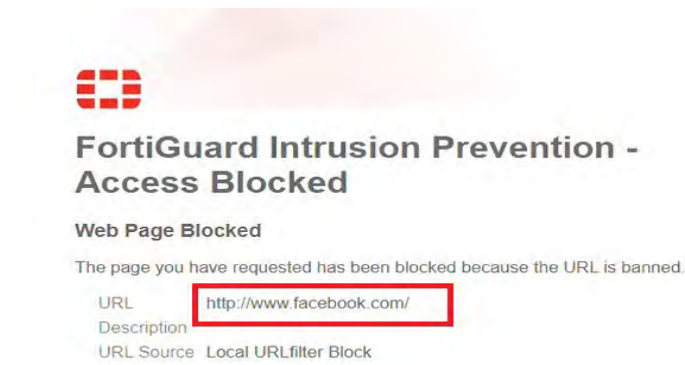 FortiGuard Intrusion Prevention -
Access Blocked
Web Page Blocked
The page you have requested has been blocked because the URL is banned.
URL http://www.facebook.com/
Description
URL Source Local URLfilter Block